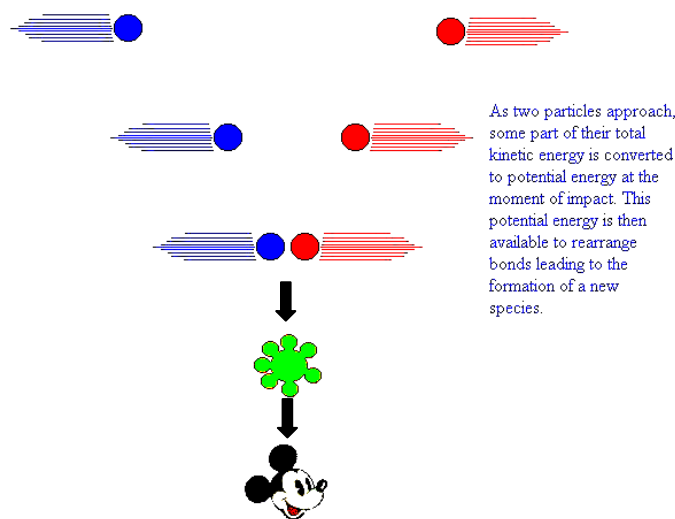 As two particles approach,
some part of their total
kinetic energy is converted
to potential energy at the
moment of impact. This
potential energy is then
available to rearrange
bonds leading to the
formation of a new
species.